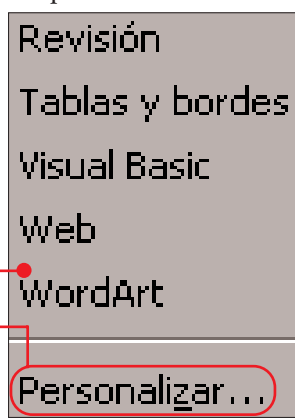 Revisión
Tablas y bordes
Visual Basic
Web
WordArt
Personalizar...